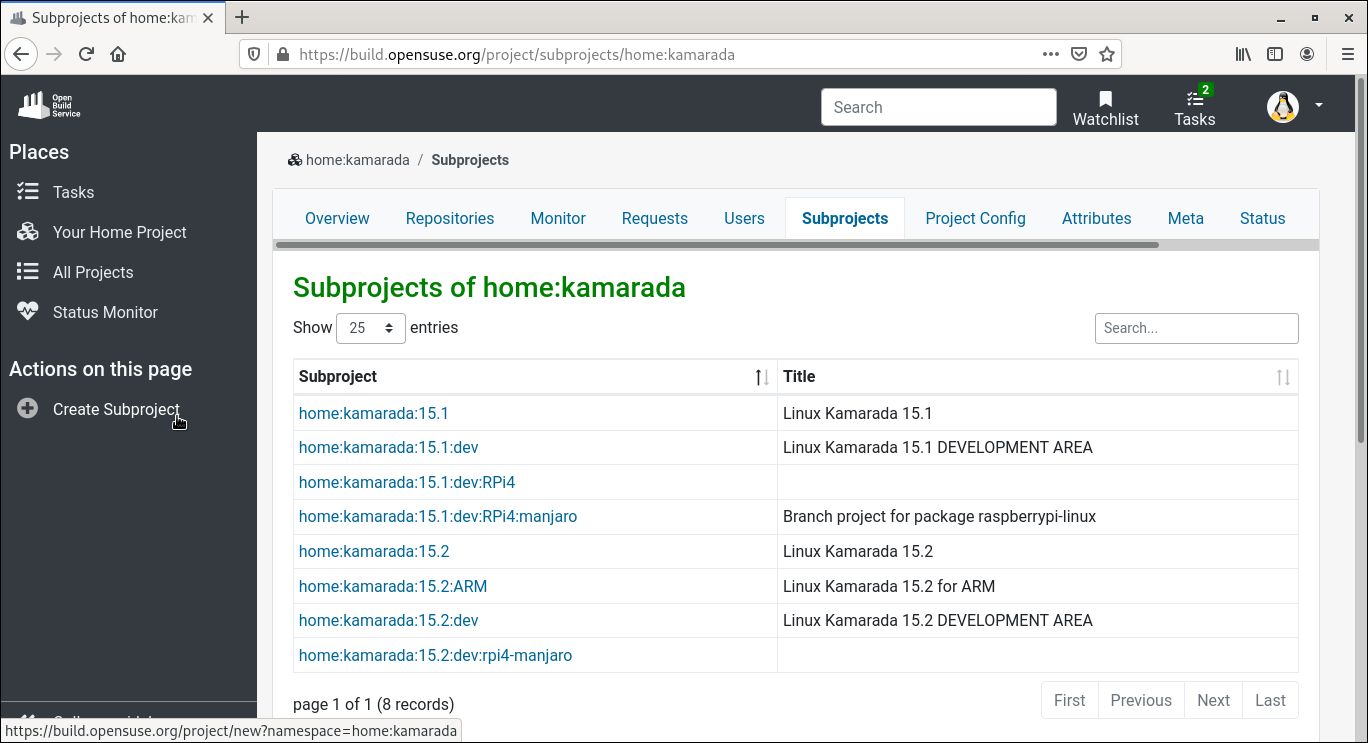 Subprojects of home:kam
https://build.opensuse.org/project/subprojects/home:kamarada
Open
Build
Service
Search
Watchlist
2
Tasks
Places
Tasks
Your Home Project
All Projects
Status Monitor
Actions on this page
Create Subproject
home:kamarada / Subprojects
Overview Repositories Monitor Requests Users Subprojects Project Config Attributes Meta Status
Subprojects of home:kamarada
Show 25 entries
Search...
Subproject Title
home:kamarada:15.1 Linux Kamarada 15.1
home:kamarada:15.1:dev Linux Kamarada 15.1 DEVELOPMENT AREA
home:kamarada:15.1:dev:RPi4
home:kamarada:15.1:dev:RPi4:manjaro Branch project for package raspberrypi-linux
home:kamarada:15.2 Linux Kamarada 15.2
home:kamarada:15.2:ARM Linux Kamarada 15.2 for ARM
home:kamarada:15.2:dev Linux Kamarada 15.2 DEVELOPMENT AREA
home:kamarada:15.2:dev:rpi4-manjaro
page 1 of 1 (8 records)
First Previous Next Last
https://build.opensuse.org/project/new?namespace=home:kamarada